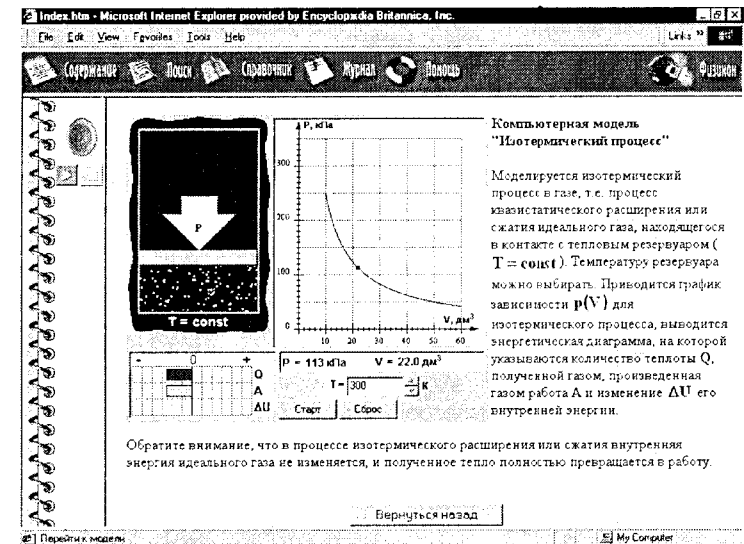 Index.htm - Microsoft Internet Explorer provided by Encyclopædia Britannica, Inc.
File Edit View Favorites Tools Help
Links »
Содержание Поиск Справочник Журнал Помощь Физикон
P
T = const
P, кПа
300
200
100
0
10 20 30 40 50 60
V, дм³
- 0 +
Q
A
ΔU
P = 113 кПа V = 22.0 дм³
T = 300 K
Старт Сброс
Компьютерная модель
"Изотермический процесс"
Моделируется изотермический
процесс в газе, т.е. процесс
квазистатического расширения или
сжатия идеального газа, находящегося
в контакте с тепловым резервуаром (
T = const ). Температуру резервуара
можно выбирать. Приводится график
зависимости p(V) для
изотермического процесса, выводится
энергетическая диаграмма, на которой
указываются количество теплоты Q,
полученной газом, произведенная
газом работа A и изменение ΔU его
внутренней энергии.
Обратите внимание, что в процессе изотермического расширения или сжатия внутренняя
энергия идеального газа не изменяется, и полученное тепло полностью превращается в работу.
Вернуться назад
Перейти к модели
My Computer